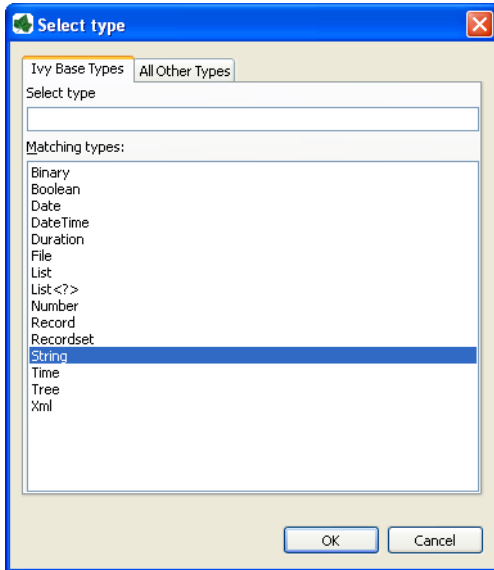 Select type
Ivy Base Types All Other Types
Select type
Matching types:
Binary
Boolean
Date
DateTime
Duration
File
List
List<?>
Number
Record
Recordset
String
Time
Tree
Xml
OK Cancel